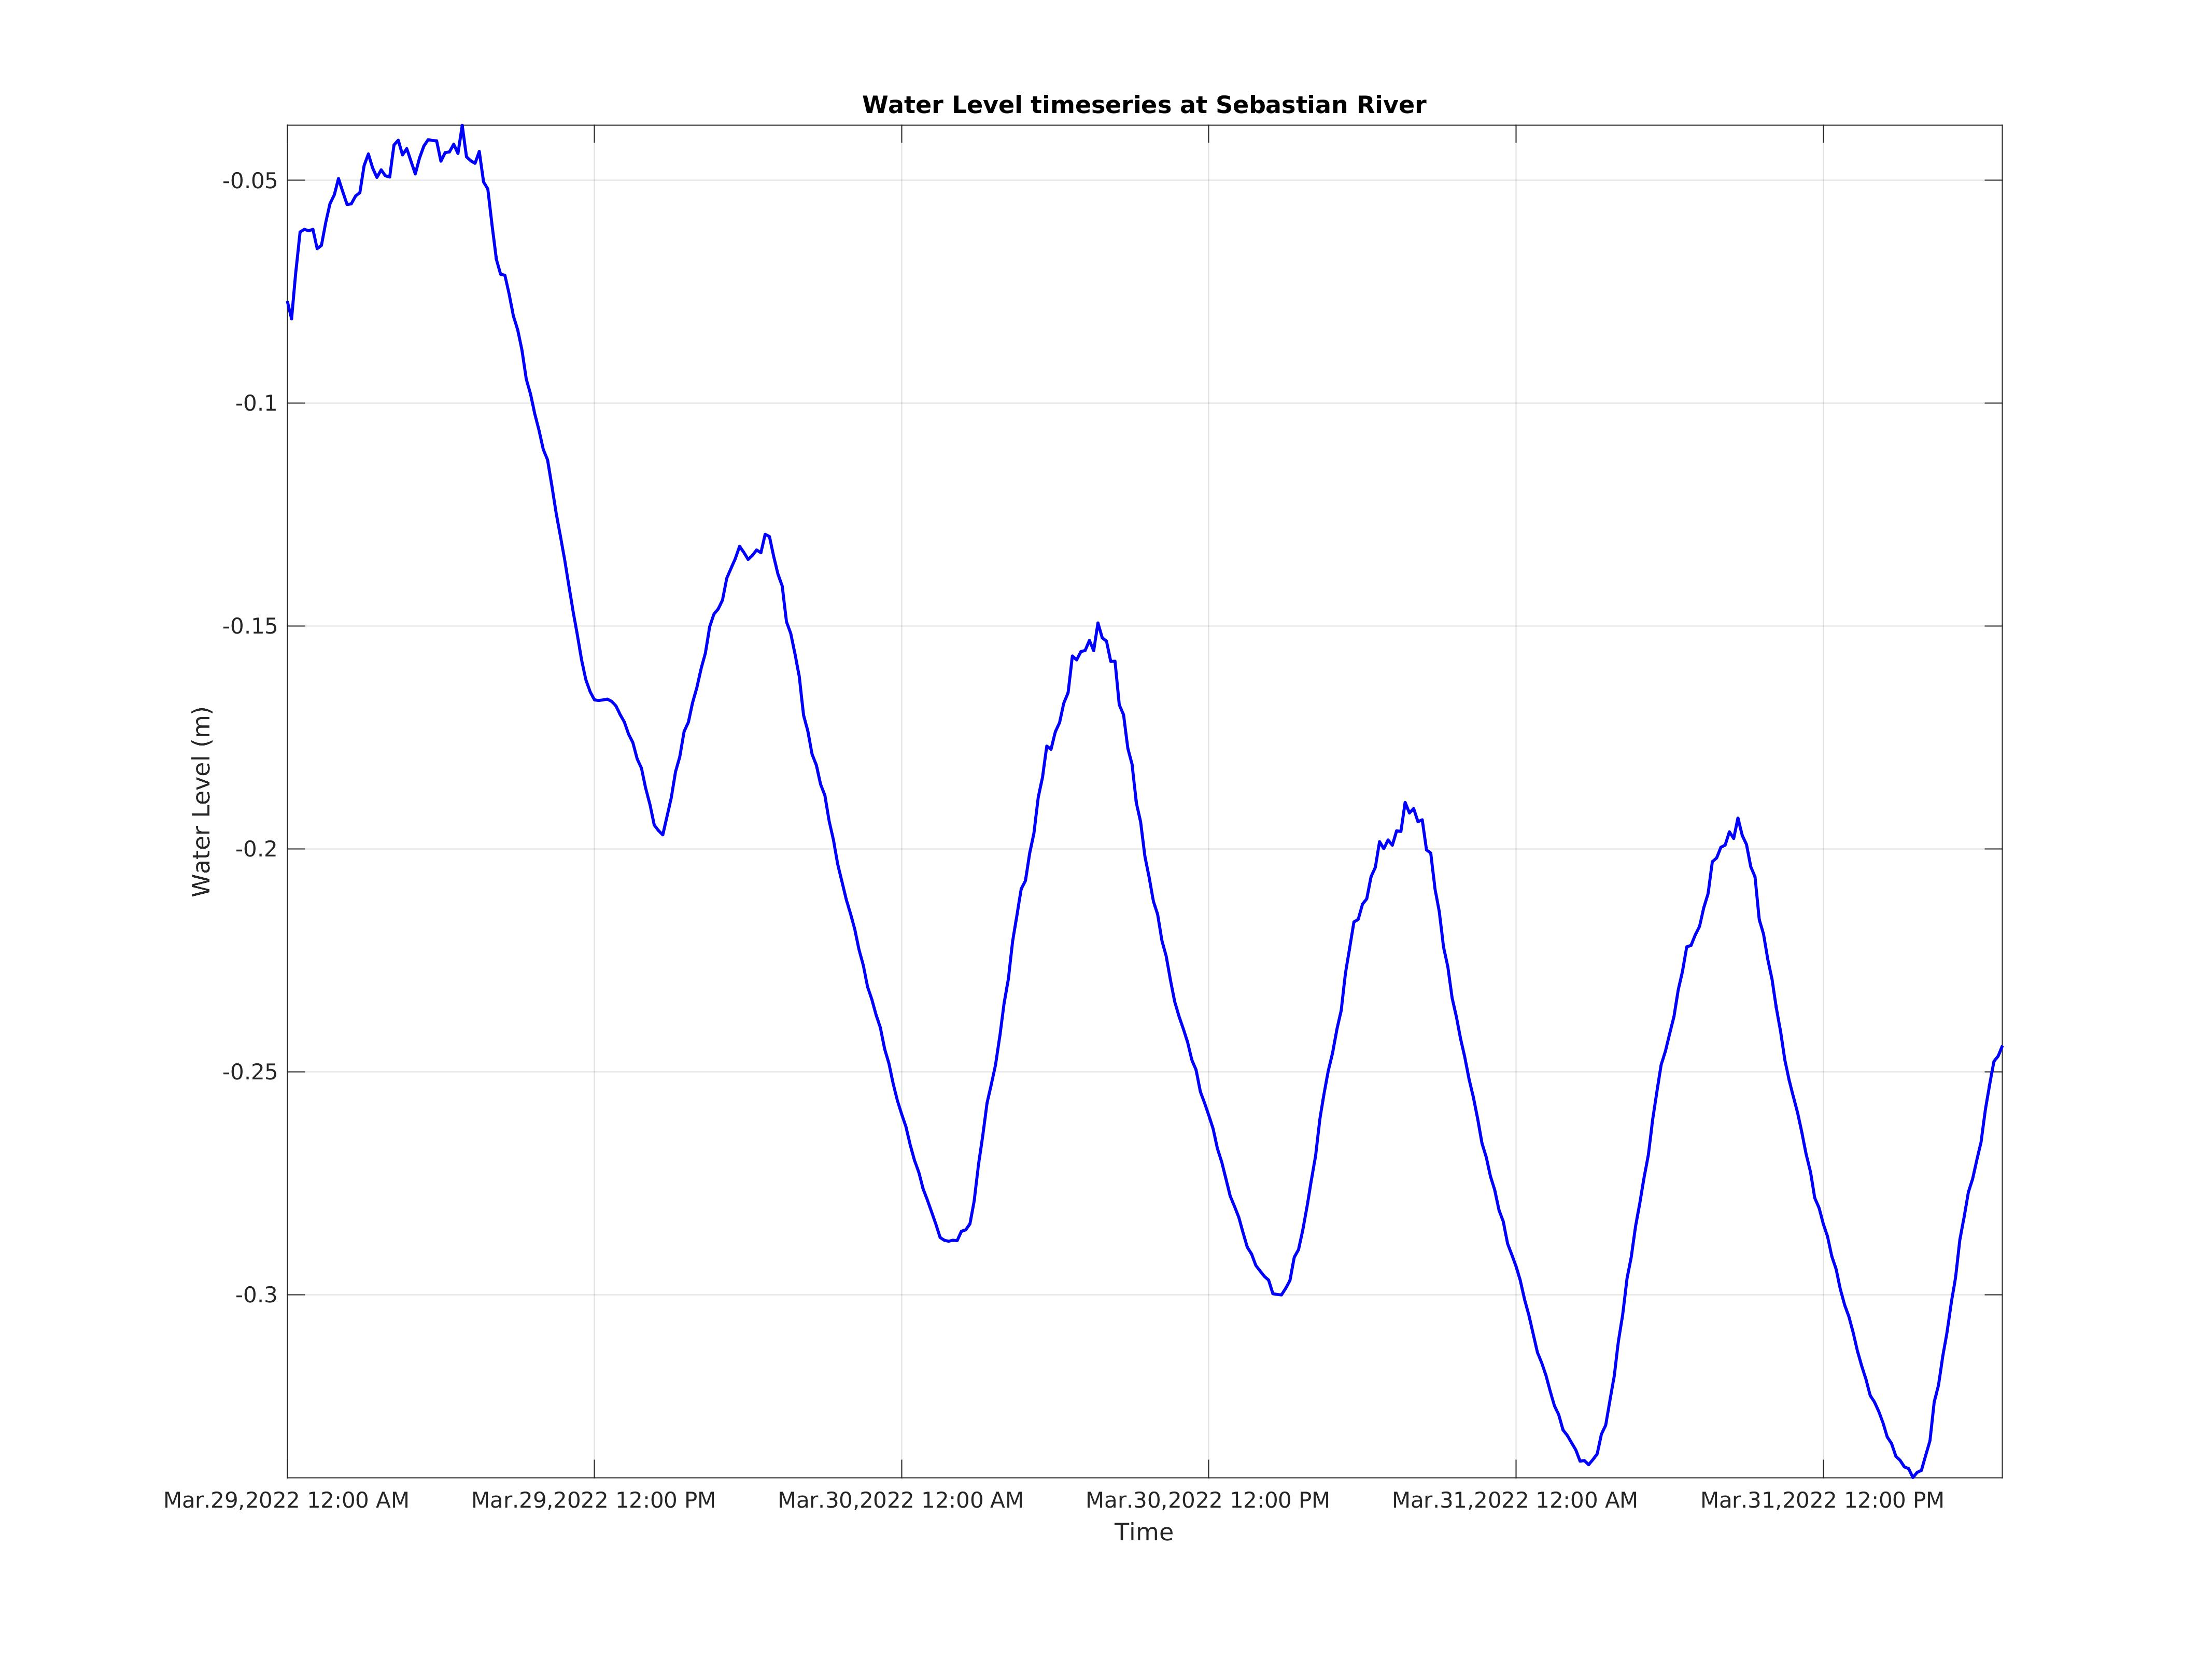 Water Level timeseries at Sebastian River
-0.05
-0.1
-0.15
-0.2
-0.25
-0.3
Water Level (m)
Mar.29,2022 12:00 AM
Mar.29,2022 12:00 PM
Mar.30,2022 12:00 AM
Mar.30,2022 12:00 PM
Mar.31,2022 12:00 AM
Mar.31,2022 12:00 PM
Time